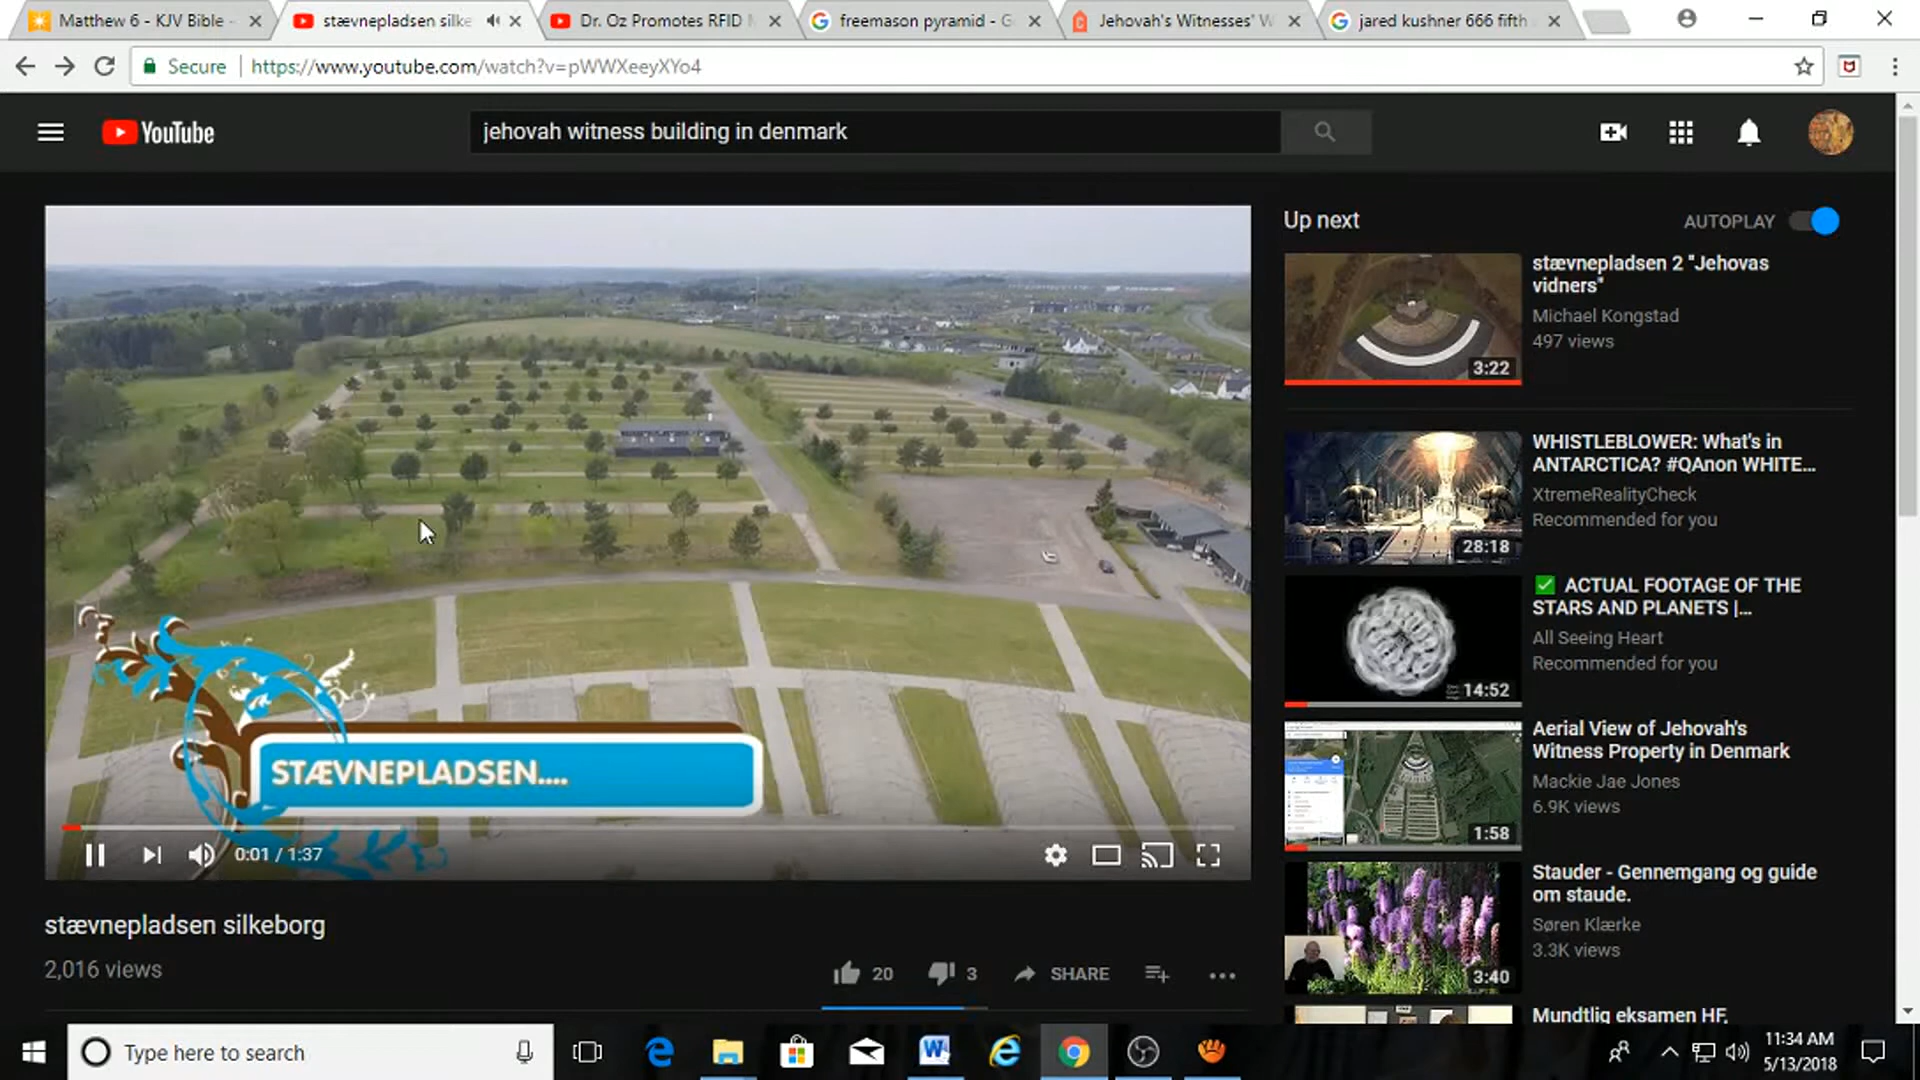 Matthew 6 - KJV Bible -
stævnepladsen silke
Dr. Oz Promotes RFID
freemason pyramid - G
Jehovah's Witnesses' W
jared kushner 666 fifth
Secure
https://www.youtube.com/watch?v=pWWXeeyXYo4
YouTube
jehovah witness building in denmark
Up next
AUTOPLAY
stævnepladsen 2 "Jehovas
vidners"
Michael Kongstad
497 views
3:22
WHISTLEBLOWER: What's in
ANTARCTICA? #QAnon WHITE...
XtremeRealityCheck
Recommended for you
28:18
ACTUAL FOOTAGE OF THE
STARS AND PLANETS |...
All Seeing Heart
Recommended for you
14:52
Aerial View of Jehovah's
Witness Property in Denmark
Mackie Jae Jones
6.9K views
1:58
Stauder - Gennemgang og guide
om staude.
Søren Klærke
3.3K views
3:40
Mundtlig eksamen HF,
STÆVNEPLADSEN....
0:01 / 1:37
stævnepladsen silkeborg
2,016 views
20
3
SHARE
Type here to search
11:34 AM
5/13/2018